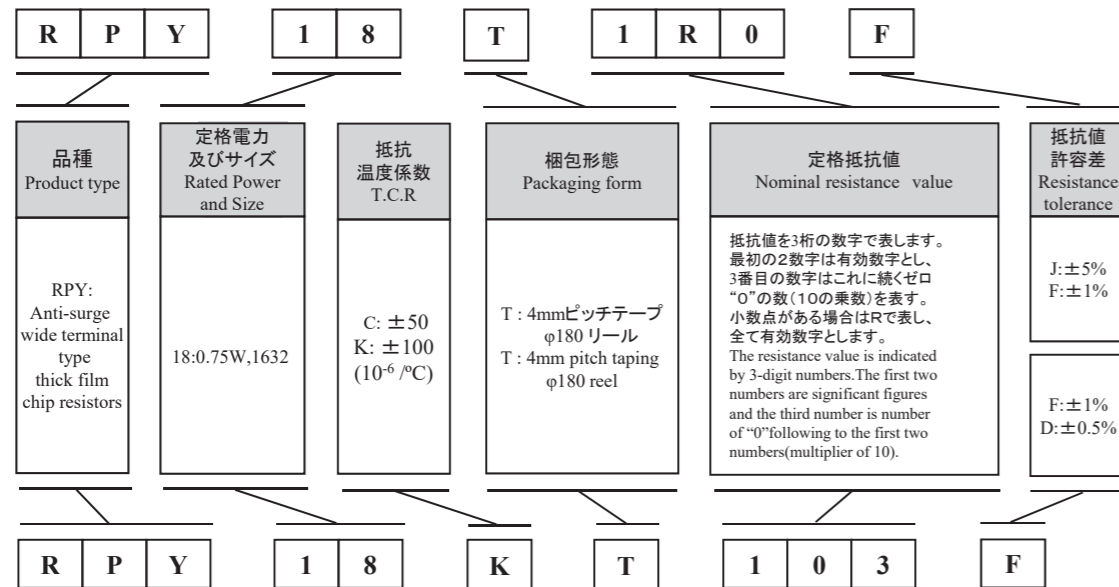 R P Y 1 8 T 1 R 0 F
品種
Product type
RPY:
Anti-surge
wide terminal
type
thick film
chip resistors
定格電力
及びサイズ
Rated Power
and Size
18:0.75W,1632
抵抗
温度係数
T.C.R
C: ±50
K: ±100
(10⁻⁶ /ºC)
梱包形態
Packaging form
T : 4mmピッチテープ
φ180 リール
T : 4mm pitch taping
φ180 reel
定格抵抗値
Nominal resistance value
抵抗値を3桁の数字で表します。
最初の2数字は有効数字とし、
3番目の数字はこれに続くゼロ
“0”の数(10の乗数)を表す。
小数点がある場合はRで表し、
全て有効数字とします。
The resistance value is indicated
by 3-digit numbers.The first two
numbers are significant figures
and the third number is number
of “0”following to the first two
numbers(multiplier of 10).
抵抗値
許容差
Resistance
tolerance
J:±5%
F:±1%
F:±1%
D:±0.5%
R P Y 1 8 K T 1 0 3 F